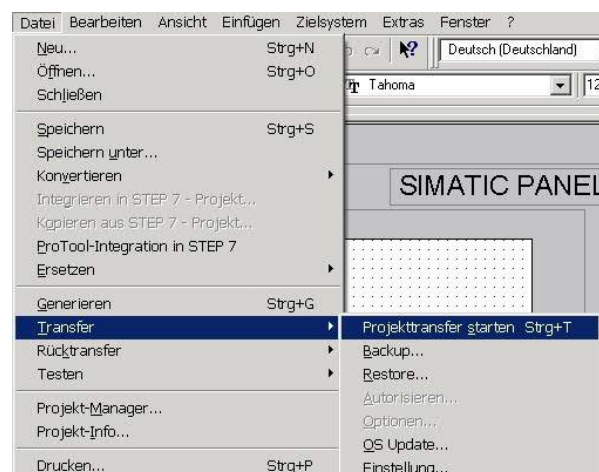 Datei Bearbeiten Ansicht Einfügen Zielsystem Extras Fenster ?
Deutsch (Deutschland)
Tahoma 12
SIMATIC PANEL
Neu... Strg+N
Öffnen... Strg+O
Schließen
Speichern Strg+S
Speichern unter...
Konvertieren
Integrieren in STEP 7 - Projekt...
Kopieren aus STEP 7 - Projekt...
ProTool-Integration in STEP 7
Ersetzen
Generieren Strg+G
Transfer
Rücktransfer
Testen
Projekt-Manager...
Projekt-Info...
Drucken... Strg+P
Projekttransfer starten Strg+T
Backup...
Restore...
Autorisieren...
Optionen...
OS Update...
Einstellung...